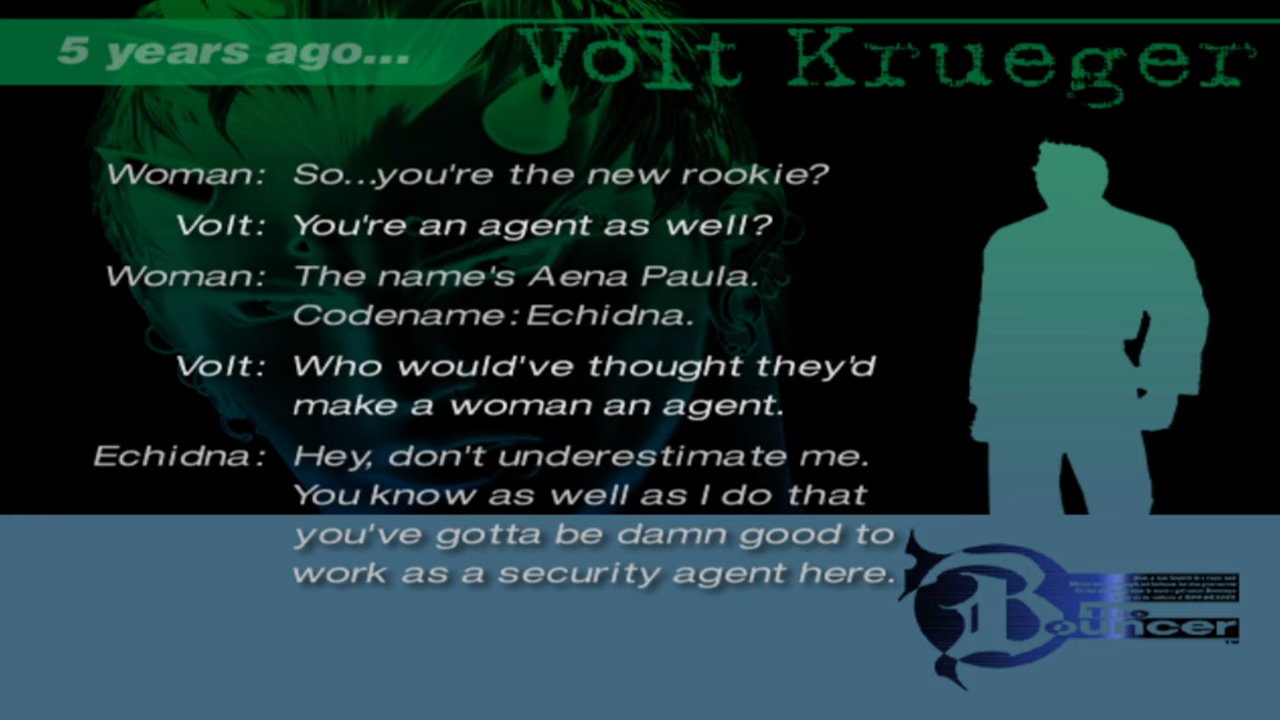 5 years ago...
Volt Krueger
Woman: So...you're the new rookie?
Volt: You're an agent as well?
Woman: The name's Aena Paula.
Codename:Echidna.
Volt: Who would've thought they'd
make a woman an agent.
Echidna: Hey, don't underestimate me.
You know as well as I do that
you've gotta be damn good to
work as a security agent here.
The
Bouncer